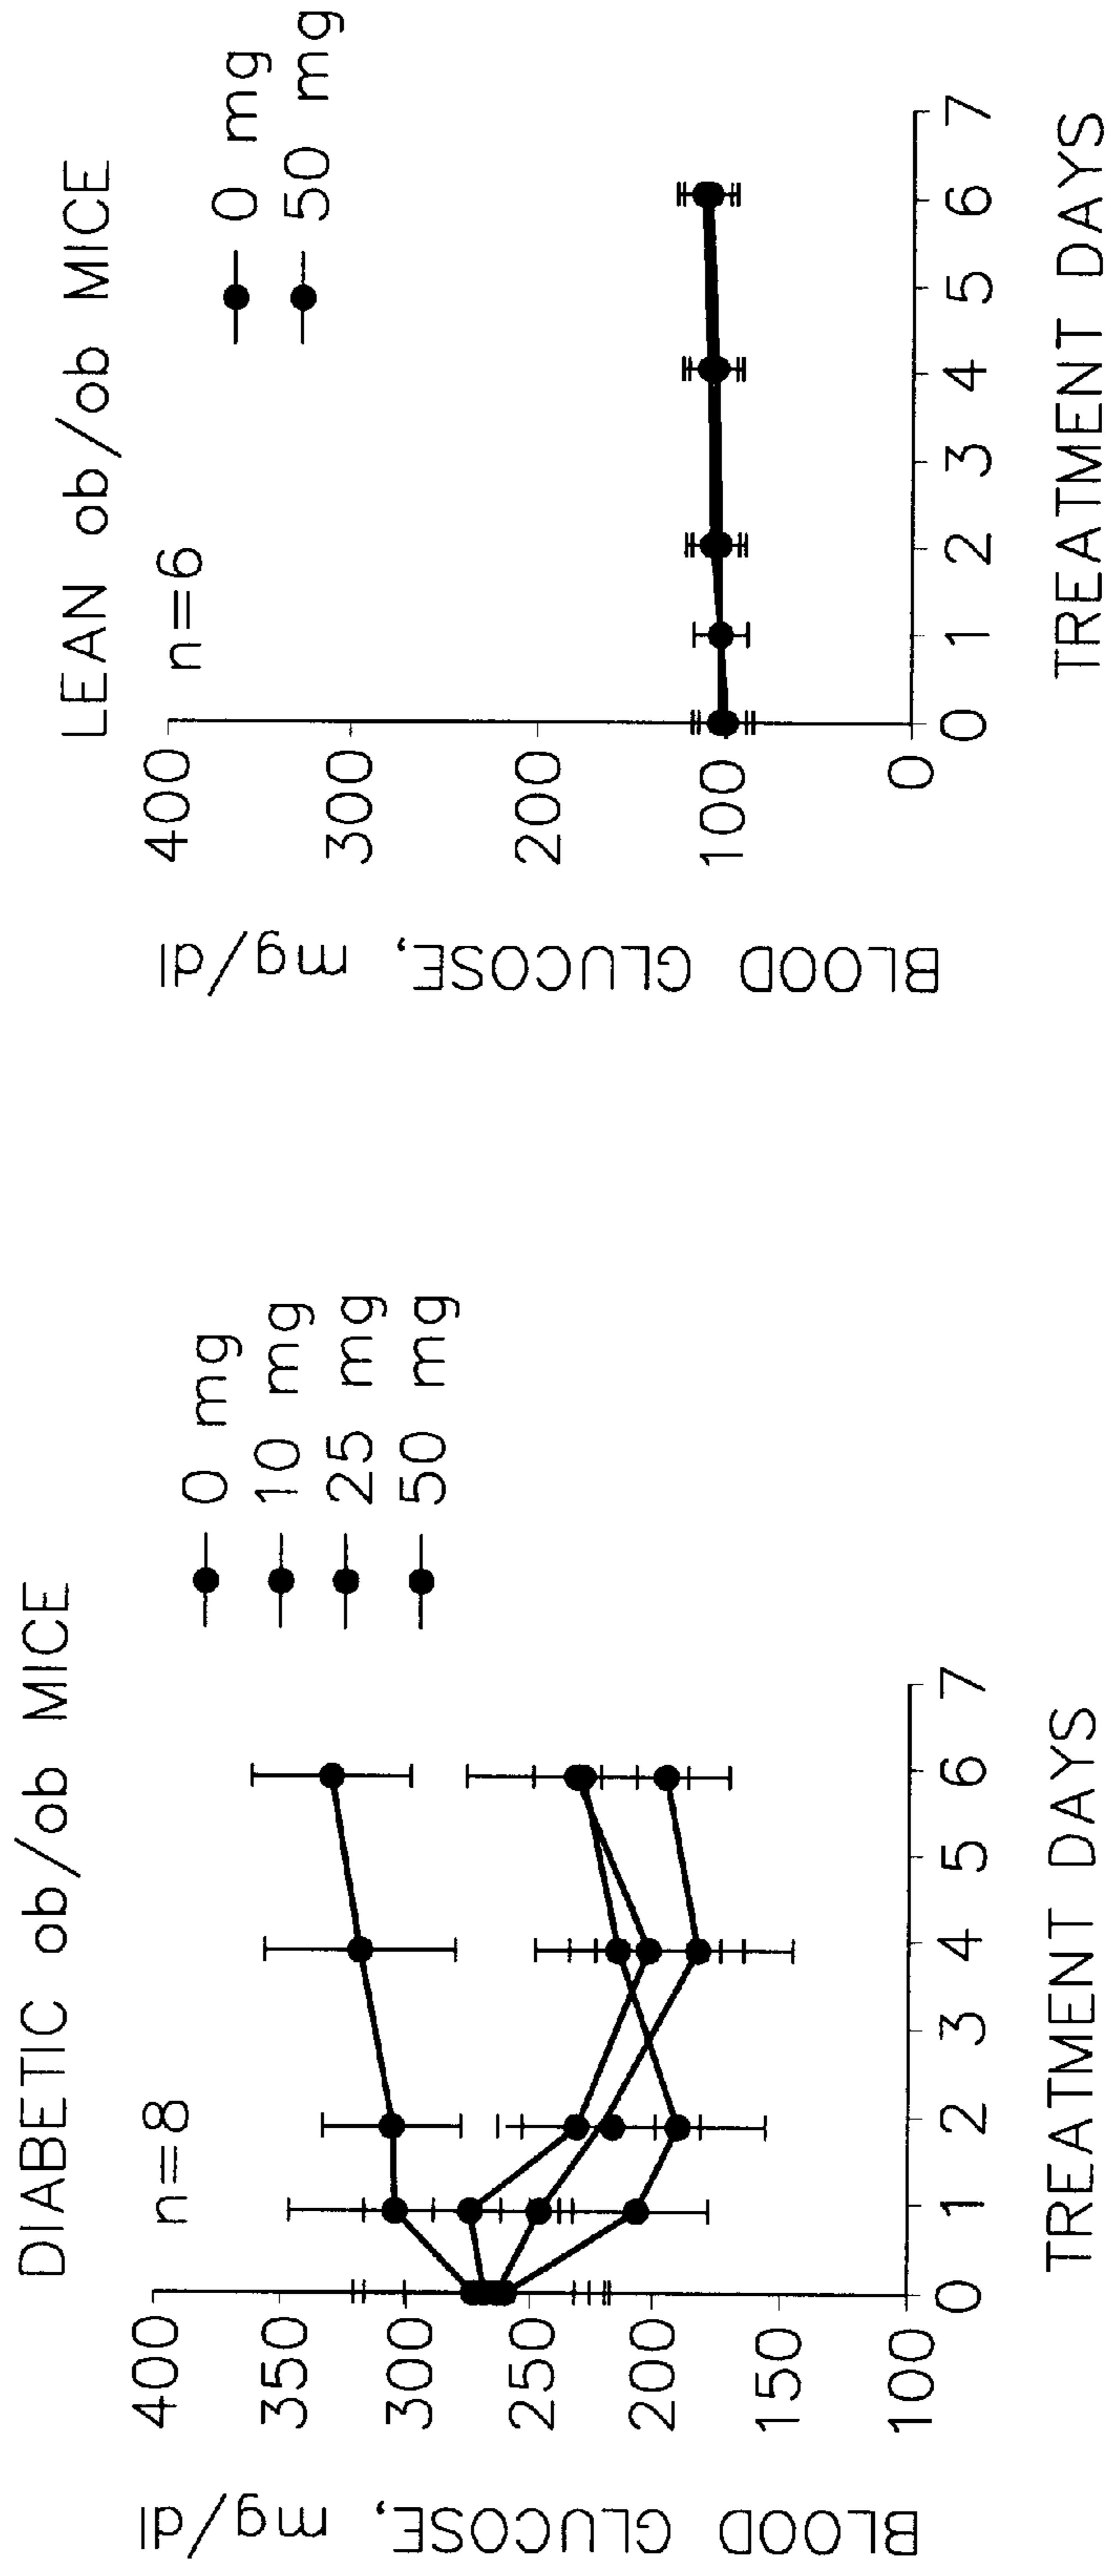 DIABETIC ob/ob MICE
n=8
0 mg
10 mg
25 mg
50 mg
BLOOD GLUCOSE, mg/dl
400
350
300
250
200
150
100
0 1 2 3 4 5 6 7
TREATMENT DAYS
LEAN ob/ob MICE
n=6
0 mg
50 mg
BLOOD GLUCOSE, mg/dl
400
300
200
100
0
0 1 2 3 4 5 6 7
TREATMENT DAYS